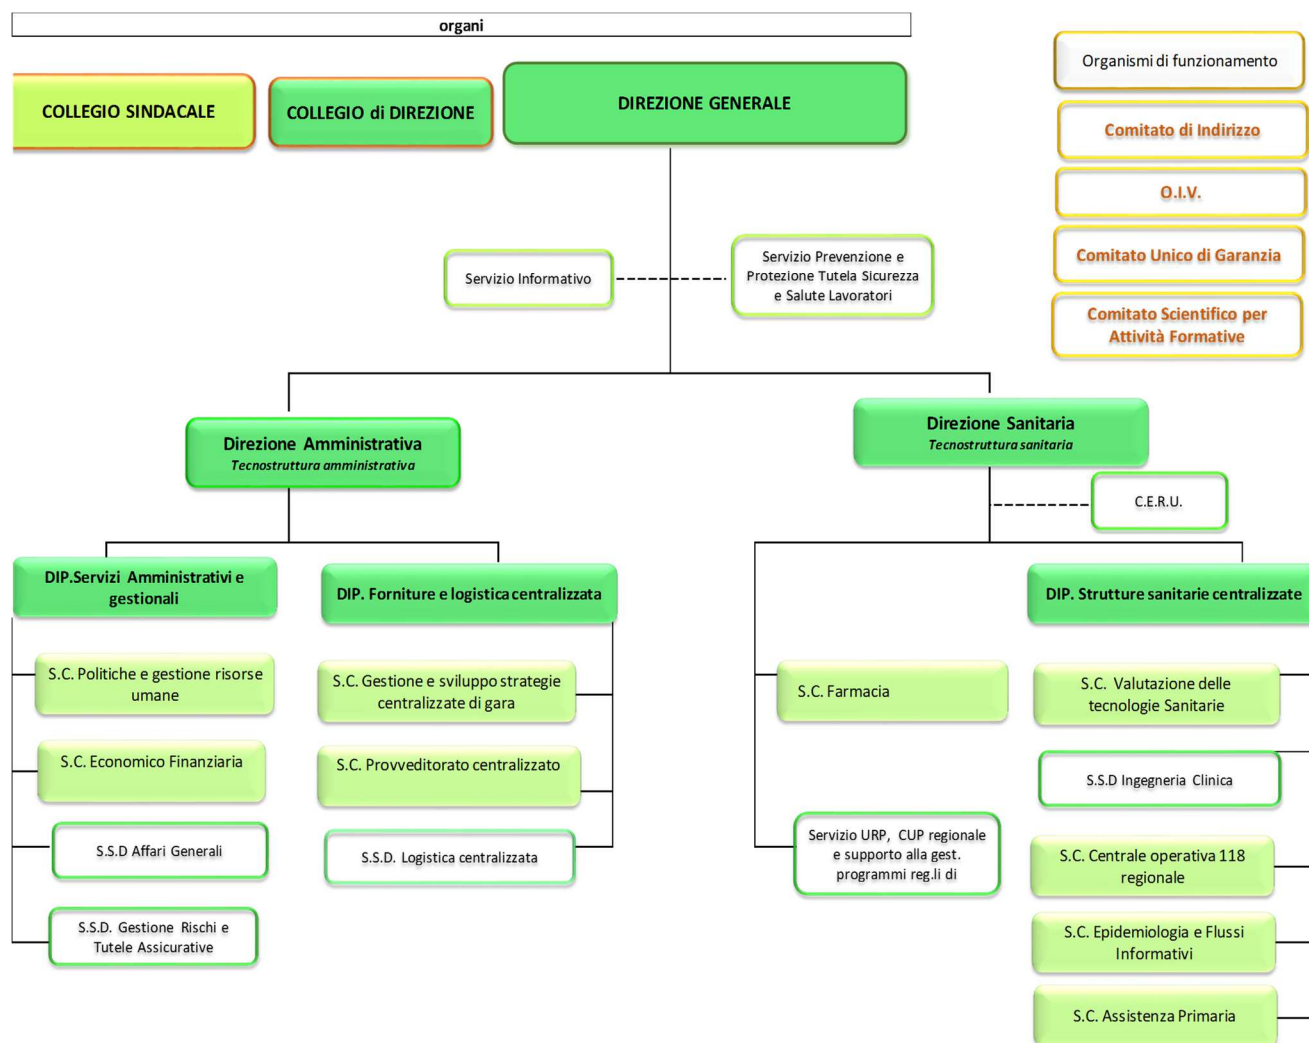 organi
COLLEGIO SINDACALE
COLLEGIO di DIREZIONE
DIREZIONE GENERALE
Organismi di funzionamento
Comitato di Indirizzo
O.I.V.
Comitato Unico di Garanzia
Comitato Scientifico per
Attività Formative
Servizio Informativo
Servizio Prevenzione e
Protezione Tutela Sicurezza
e Salute Lavoratori
Direzione Amministrativa
Tecnostruttura amministrativa
Direzione Sanitaria
Tecnostruttura sanitaria
C.E.R.U.
DIP.Servizi Amministrativi e
gestionali
DIP. Forniture e logistica centralizzata
DIP. Strutture sanitarie centralizzate
S.C. Politiche e gestione risorse
umane
S.C. Economico Finanziaria
S.S.D Affari Generali
S.S.D. Gestione Rischi e
Tutele Assicurative
S.C. Gestione e sviluppo strategie
centralizzate di gara
S.C. Provveditorato centralizzato
S.S.D. Logistica centralizzata
S.C. Farmacia
Servizio URP, CUP regionale
e supporto alla gest.
programmi reg.li di
S.C. Valutazione delle
tecnologie Sanitarie
S.S.D Ingegneria Clinica
S.C. Centrale operativa 118
regionale
S.C. Epidemiologia e Flussi
Informativi
S.C. Assistenza Primaria